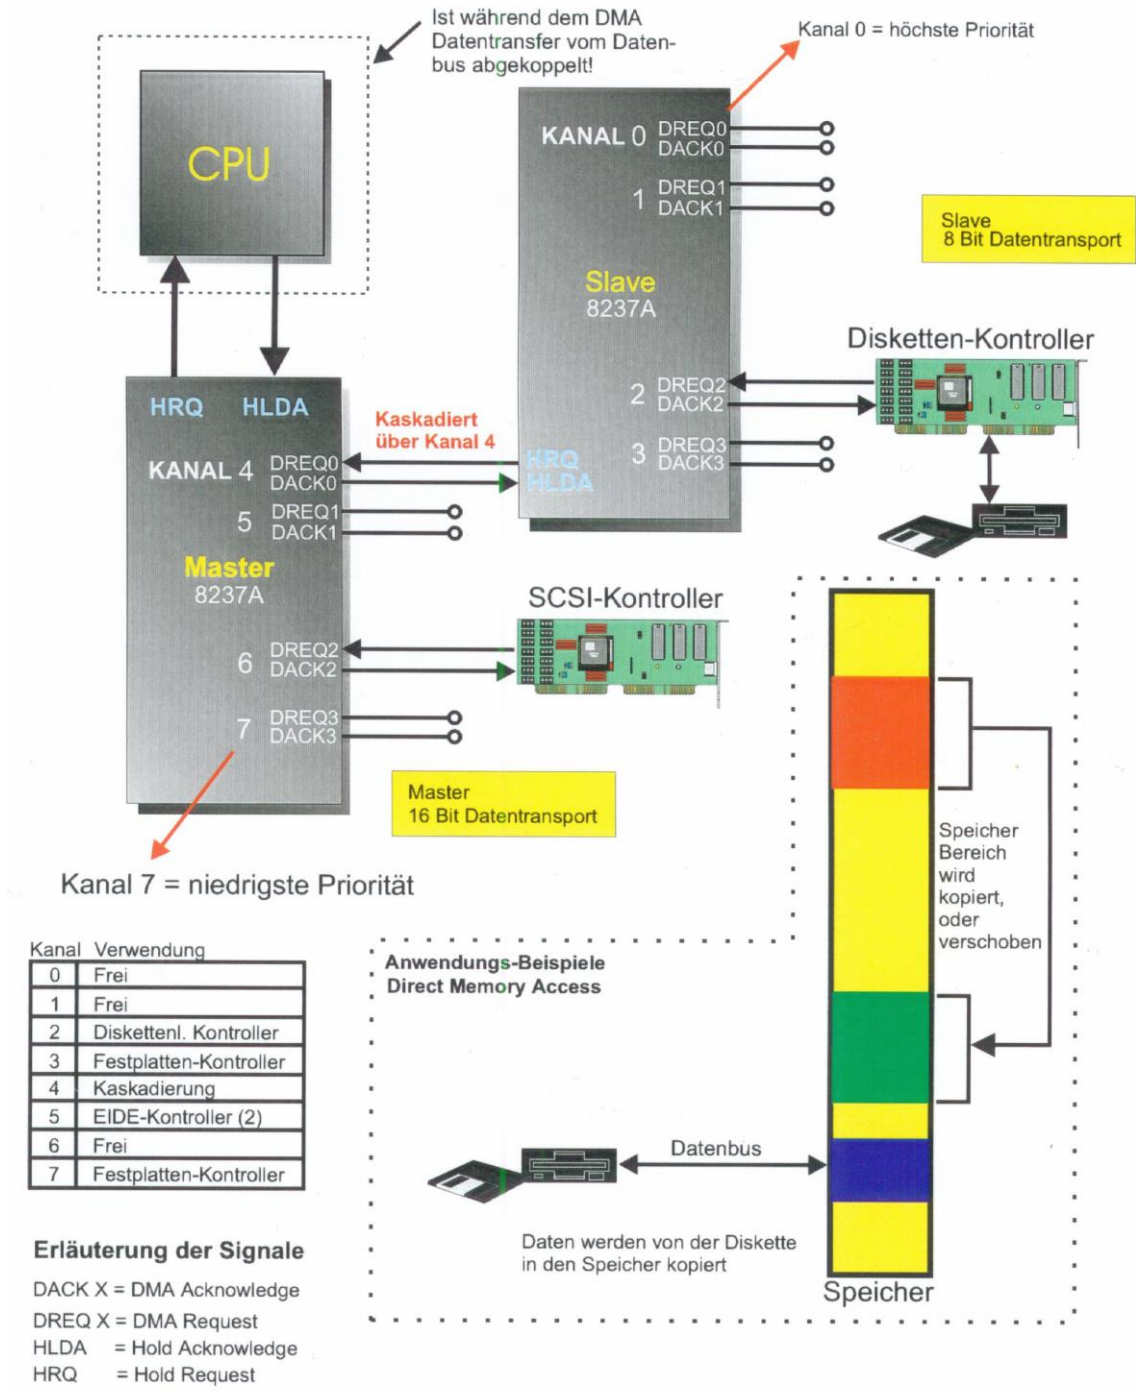 Ist während dem DMA
Datentransfer vom Daten-
bus abgekoppelt!
Kanal 0 = höchste Priorität
CPU
KANAL 0 DREQ0
DACK0
1 DREQ1
DACK1
Slave
8237A
2 DREQ2
DACK2
3 DREQ3
DACK3
HRQ
HLDA
Slave
8 Bit Datentransport
Disketten-Kontroller
HRQ HLDA
Kaskadiert
über Kanal 4
KANAL 4 DREQ0
DACK0
5 DREQ1
DACK1
Master
8237A
6 DREQ2
DACK2
7 DREQ3
DACK3
SCSI-Kontroller
Master
16 Bit Datentransport
Kanal 7 = niedrigste Priorität
Speicher
Bereich
wird
kopiert,
oder
verschoben
Kanal Verwendung
0 Frei
1 Frei
2 Diskettenl. Kontroller
3 Festplatten-Kontroller
4 Kaskadierung
5 EIDE-Kontroller (2)
6 Frei
7 Festplatten-Kontroller
Anwendungs-Beispiele
Direct Memory Access
Datenbus
Daten werden von der Diskette
in den Speicher kopiert
Speicher
Erläuterung der Signale
DACK X = DMA Acknowledge
DREQ X = DMA Request
HLDA = Hold Acknowledge
HRQ = Hold Request